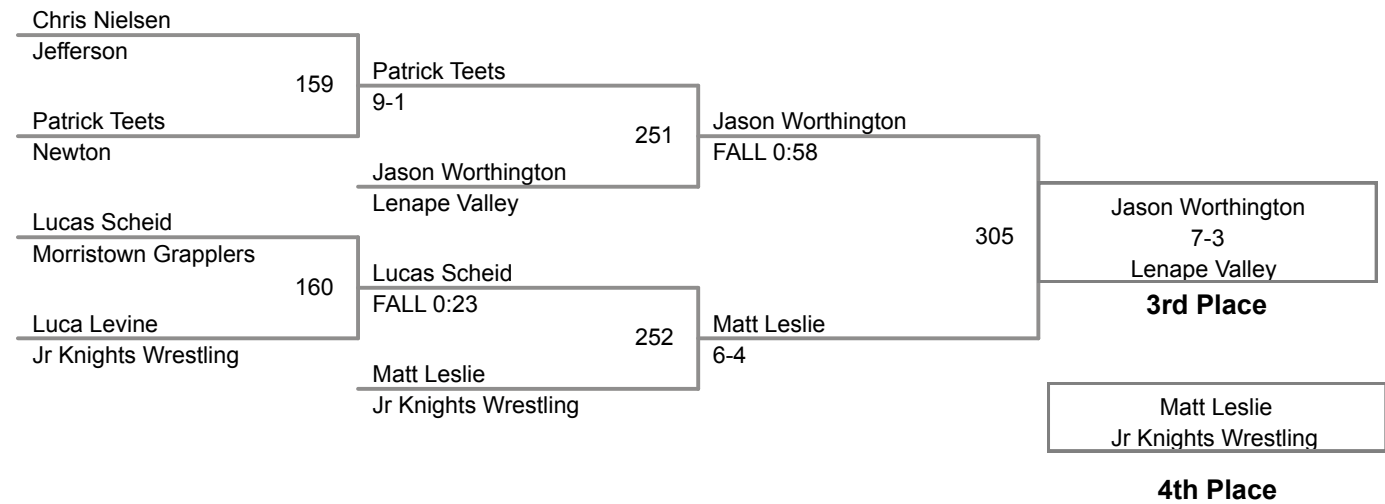 Chris Nielsen
Jefferson
159
Patrick Teets
9-1
Patrick Teets
Newton
251
Jason Worthington
FALL 0:58
Jason Worthington
Lenape Valley
Lucas Scheid
Morristown Grapplers
305
Jason Worthington
7-3
Lenape Valley
3rd Place
160
Lucas Scheid
FALL 0:23
Luca Levine
Jr Knights Wrestling
252
Matt Leslie
6-4
Matt Leslie
Jr Knights Wrestling
Matt Leslie
Jr Knights Wrestling
4th Place